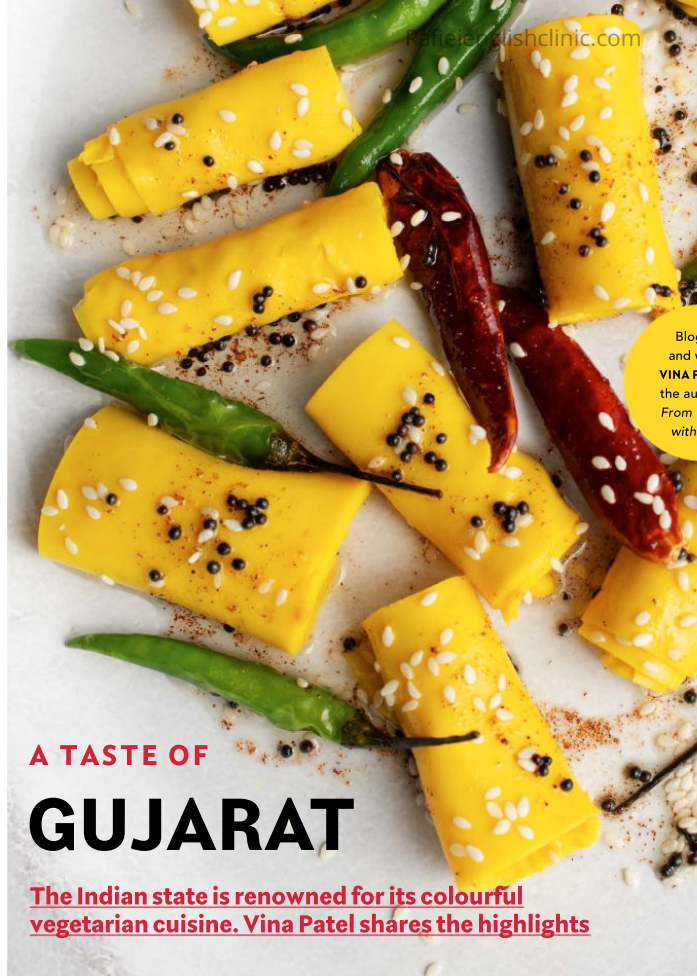 Rafieienglishclinic.com
Blog
and w
VINA P
the au
From
with
A TASTE OF
GUJARAT
The Indian state is renowned for its colourful
vegetarian cuisine. Vina Patel shares the highlights